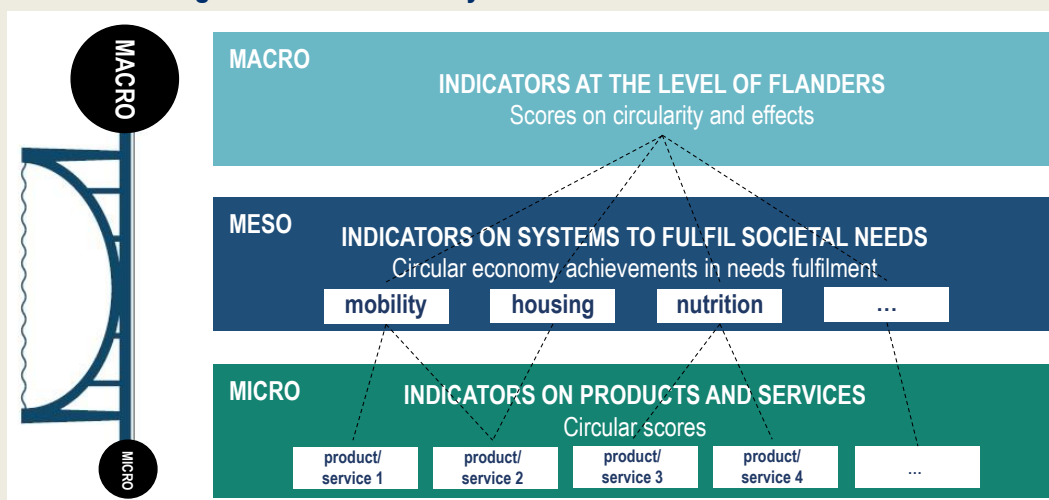 MACRO
MACRO
INDICATORS AT THE LEVEL OF FLANDERS
Scores on circularity and effects
MESO
INDICATORS ON SYSTEMS TO FULFIL SOCIETAL NEEDS
Circular economy achievements in needs fulfilment
mobility
housing
nutrition
...
MICRO
MICRO
INDICATORS ON PRODUCTS AND SERVICES
Circular scores
product/
service 1
product/
service 2
product/
service 3
product/
service 4
...